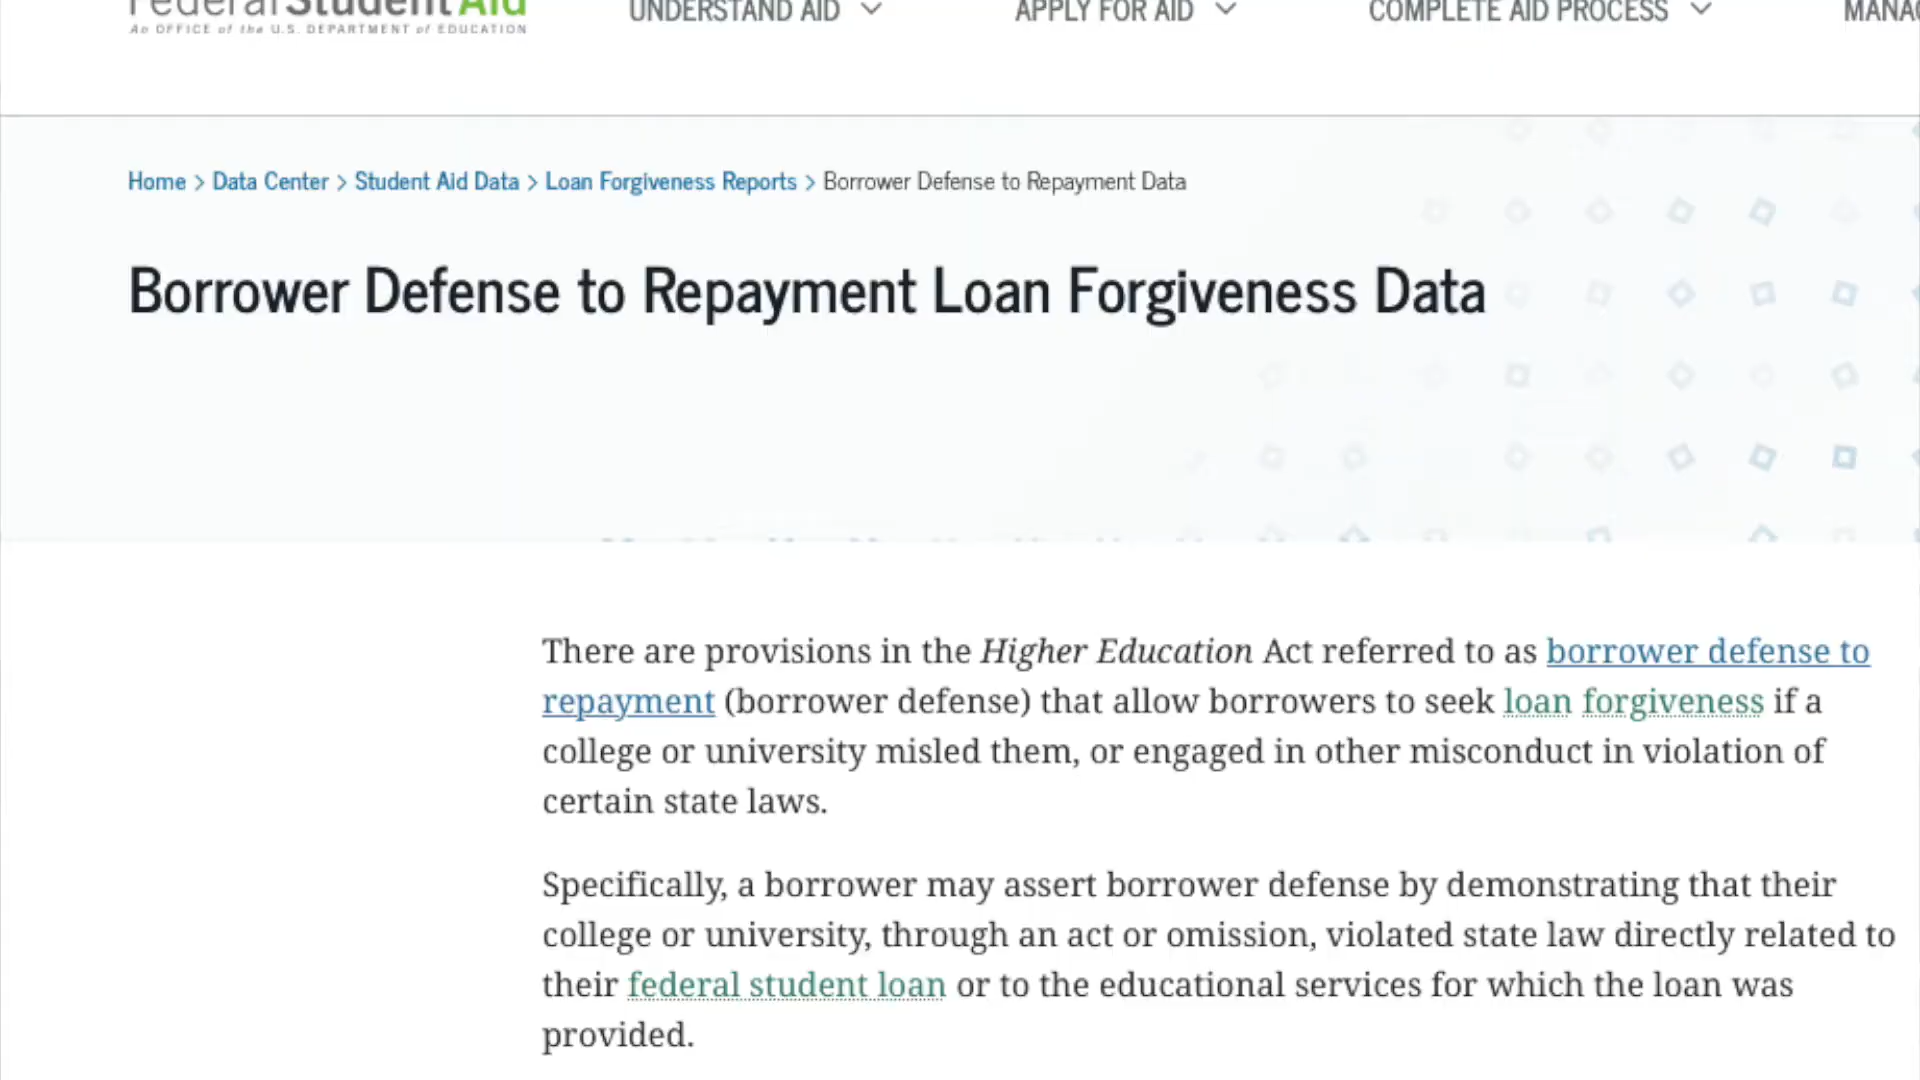 Federal Student Aid
An OFFICE of the U.S. DEPARTMENT of EDUCATION
UNDERSTAND AID
APPLY FOR AID
COMPLETE AID PROCESS
Home > Data Center > Student Aid Data > Loan Forgiveness Reports > Borrower Defense to Repayment Data
Borrower Defense to Repayment Loan Forgiveness Data
There are provisions in the Higher Education Act referred to as borrower defense to
repayment (borrower defense) that allow borrowers to seek loan forgiveness if a
college or university misled them, or engaged in other misconduct in violation of
certain state laws.
Specifically, a borrower may assert borrower defense by demonstrating that their
college or university, through an act or omission, violated state law directly related to
their federal student loan or to the educational services for which the loan was
provided.